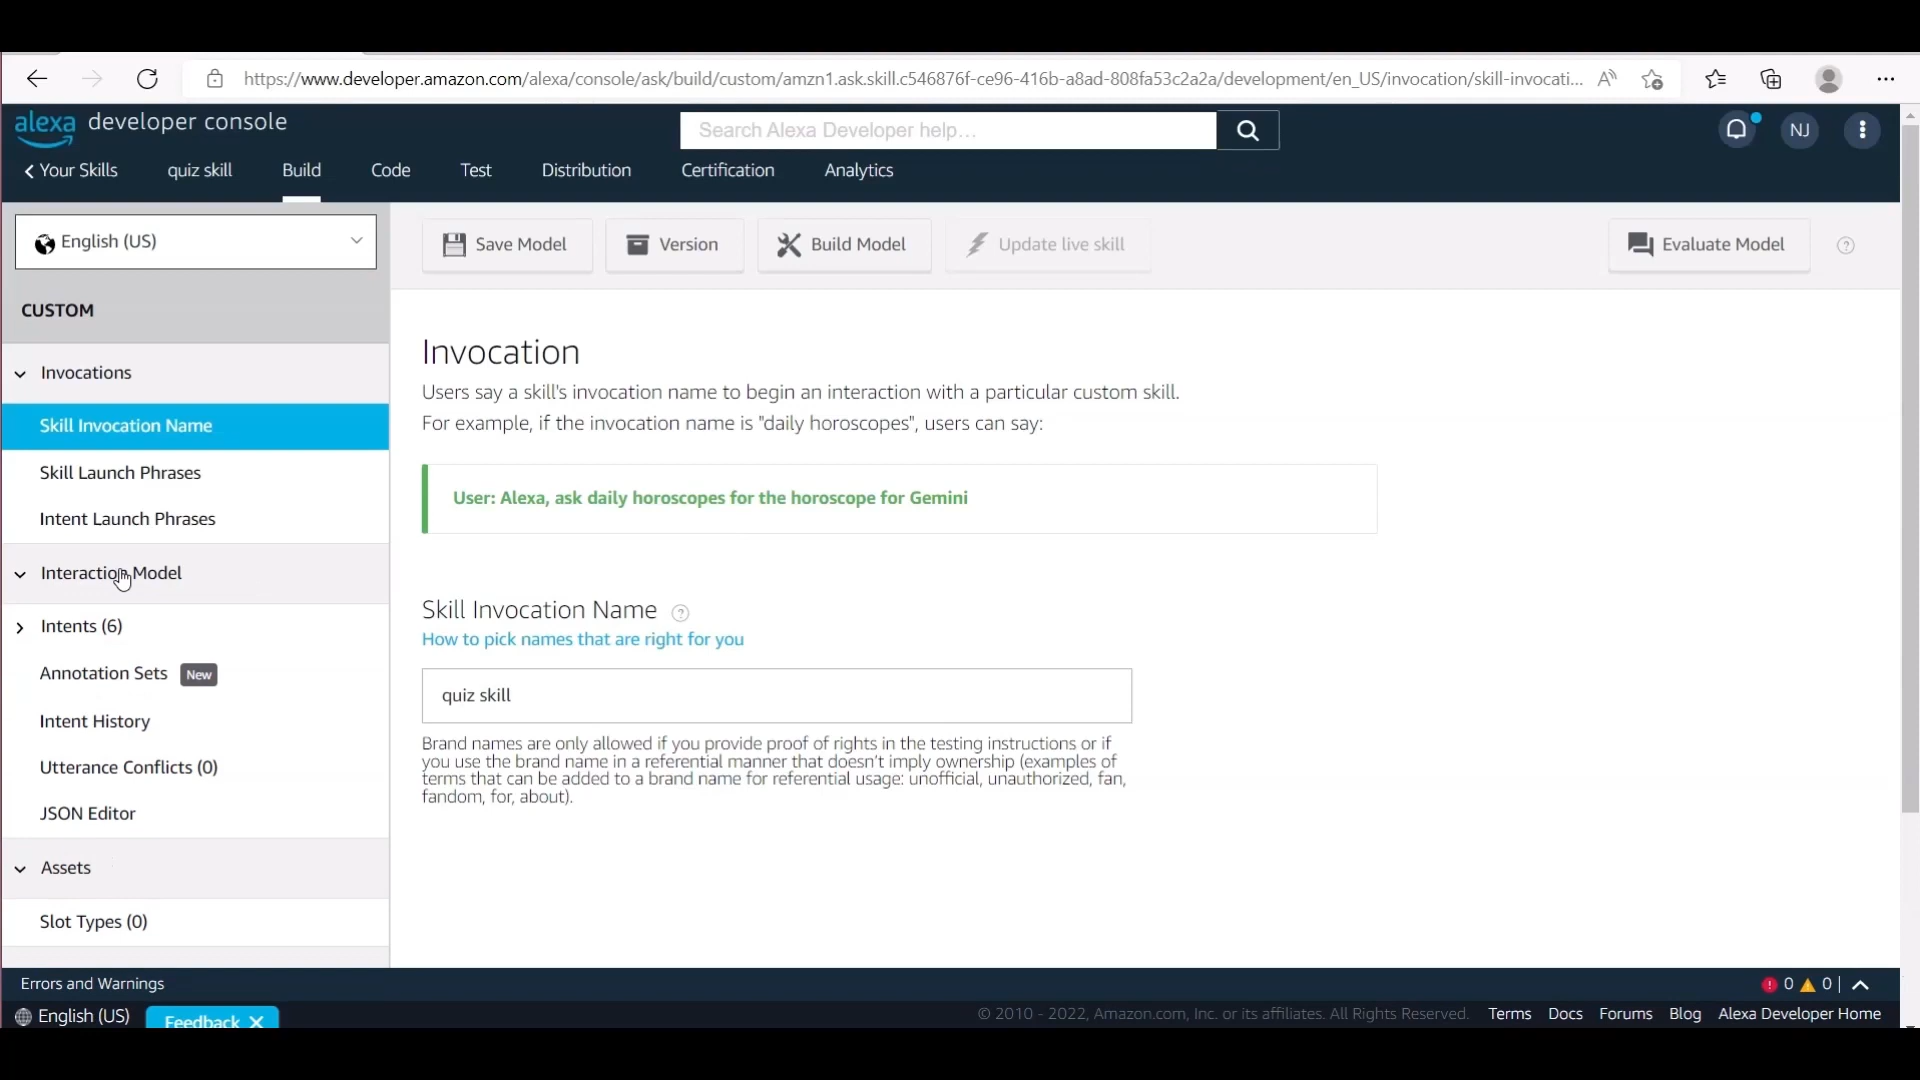 https://www.developer.amazon.com/alexa/console/ask/build/custom/amzn1.ask.skill.c546876f-ce96-416b-a8ad-808fa53c2a2a/development/en_US/invocation/skill-invocati...
alexa developer console
Search Alexa Developer help...
NJ
Your Skills quiz skill Build Code Test Distribution Certification Analytics
English (US)
Save Model Version Build Model Update live skill Evaluate Model
CUSTOM
Invocations
Skill Invocation Name
Skill Launch Phrases
Intent Launch Phrases
Interaction Model
Intents (6)
Annotation Sets New
Intent History
Utterance Conflicts (0)
JSON Editor
Assets
Slot Types (0)
Invocation
Users say a skill's invocation name to begin an interaction with a particular custom skill.
For example, if the invocation name is "daily horoscopes", users can say:
User: Alexa, ask daily horoscopes for the horoscope for Gemini
Skill Invocation Name
How to pick names that are right for you
quiz skill
Brand names are only allowed if you provide proof of rights in the testing instructions or if
you use the brand name in a referential manner that doesn't imply ownership (examples of
terms that can be added to a brand name for referential usage: unofficial, unauthorized, fan,
fandom, for, about).
Errors and Warnings
0 0
English (US)
Feedback
© 2010 - 2022, Amazon.com, Inc. or its affiliates. All Rights Reserved. Terms Docs Forums Blog Alexa Developer Home